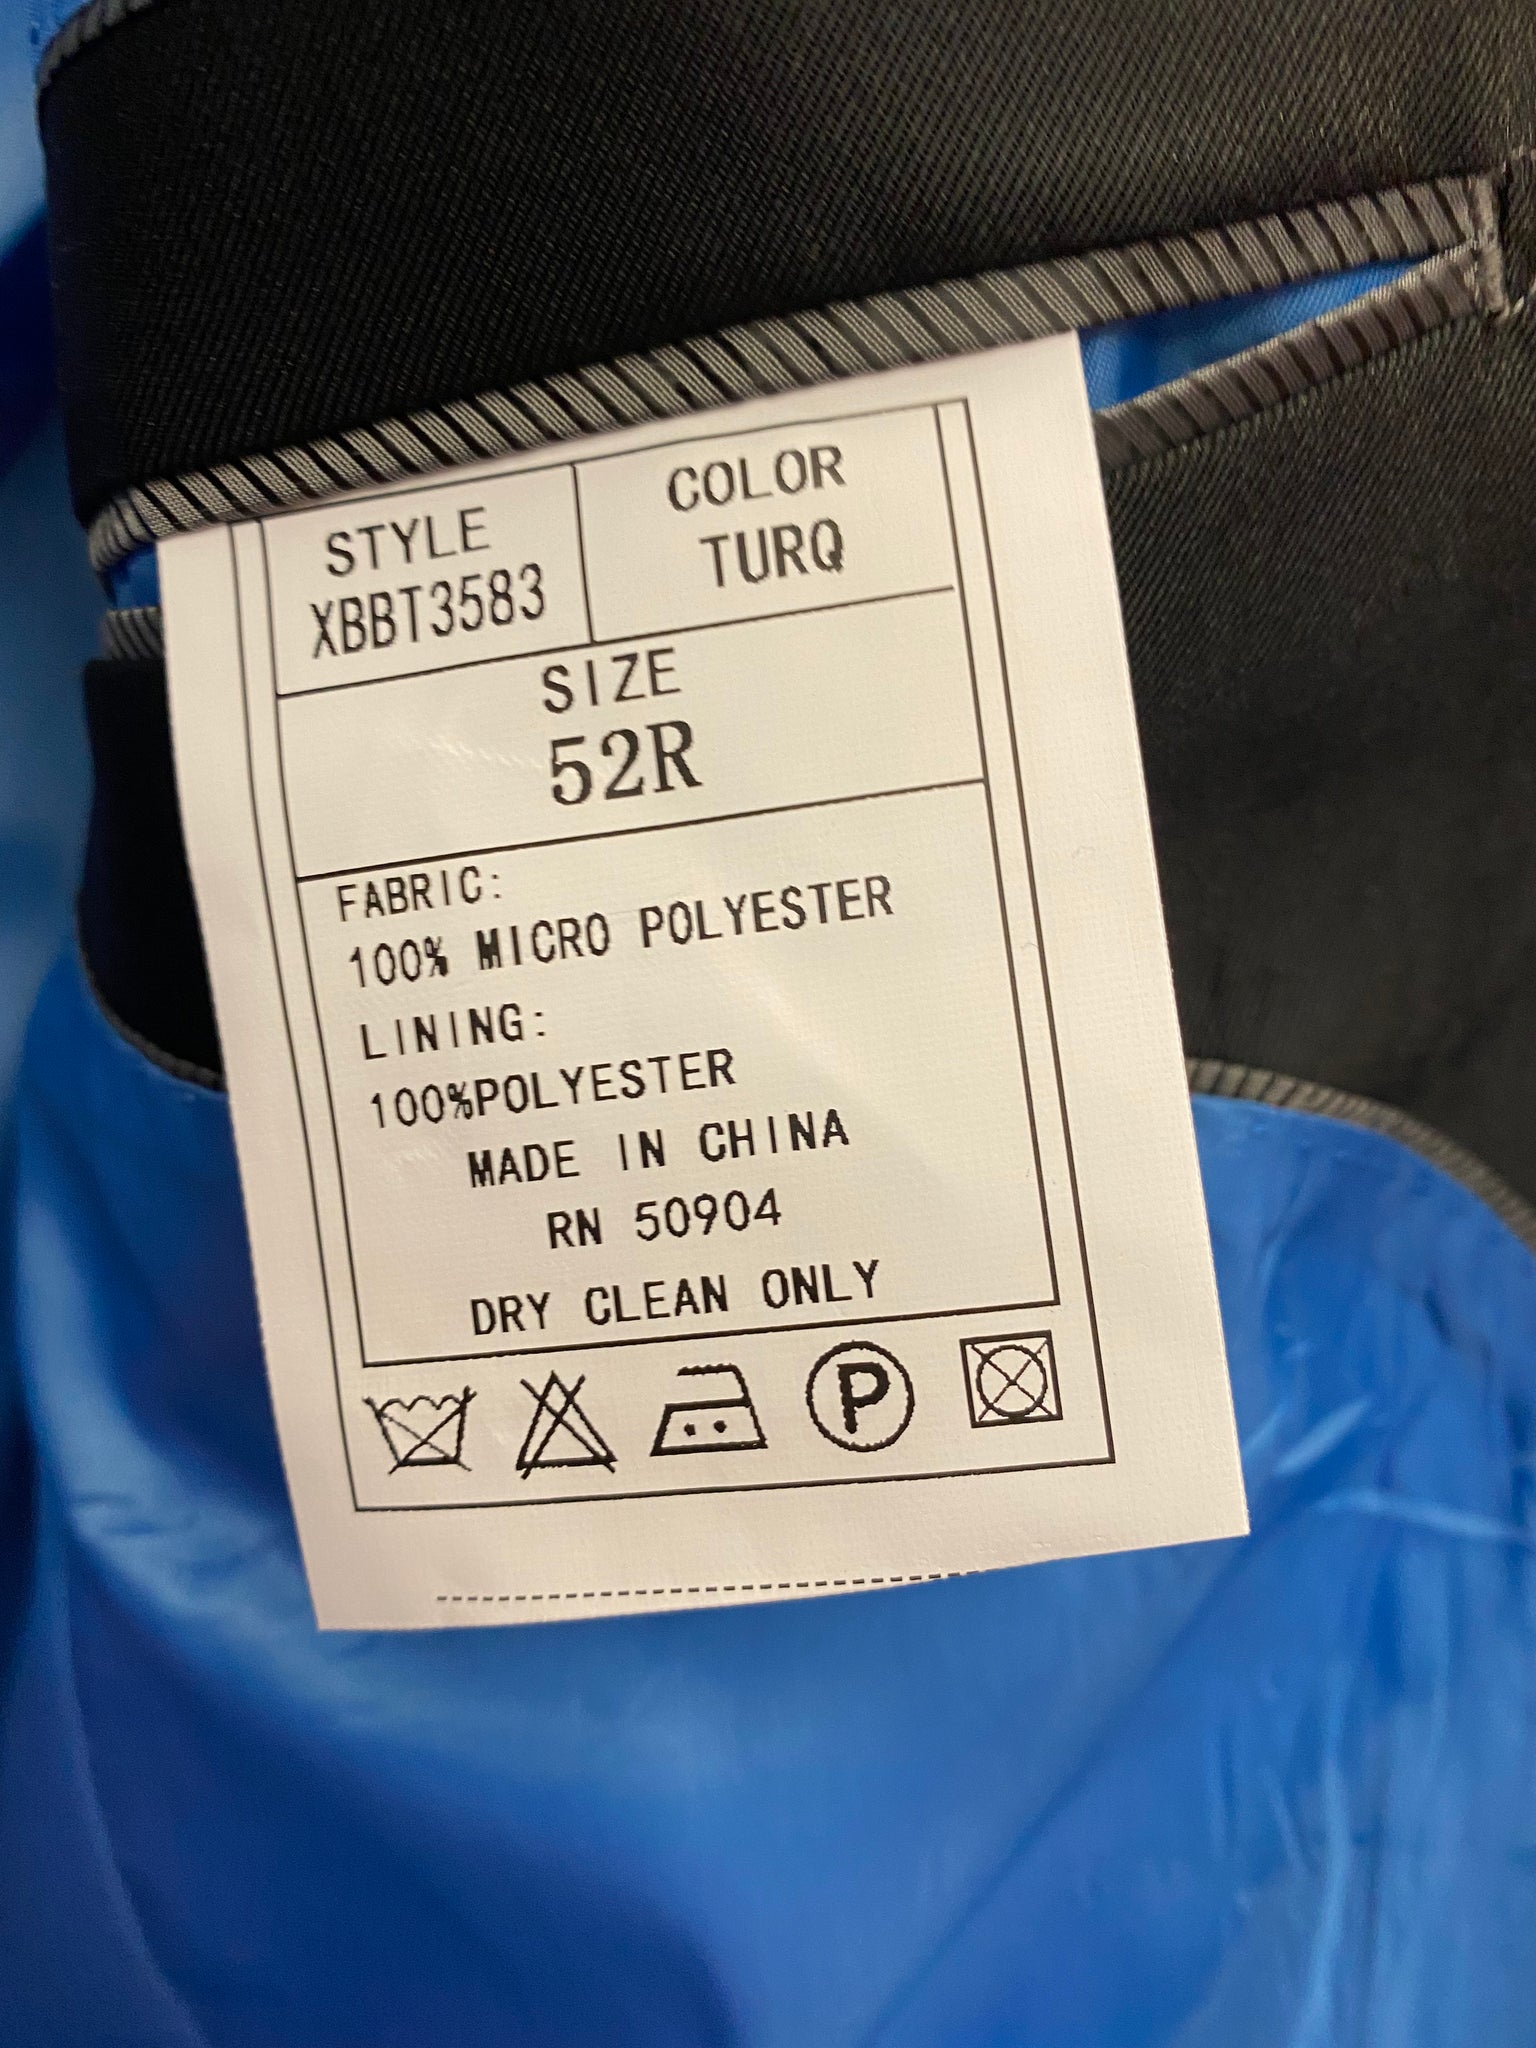 STYLE
XBBT3583
COLOR
TURQ
SIZE
52R
FABRIC:
100% MICRO POLYESTER
LINING:
100%POLYESTER
MADE IN CHINA
RN 50904
DRY CLEAN ONLY
P